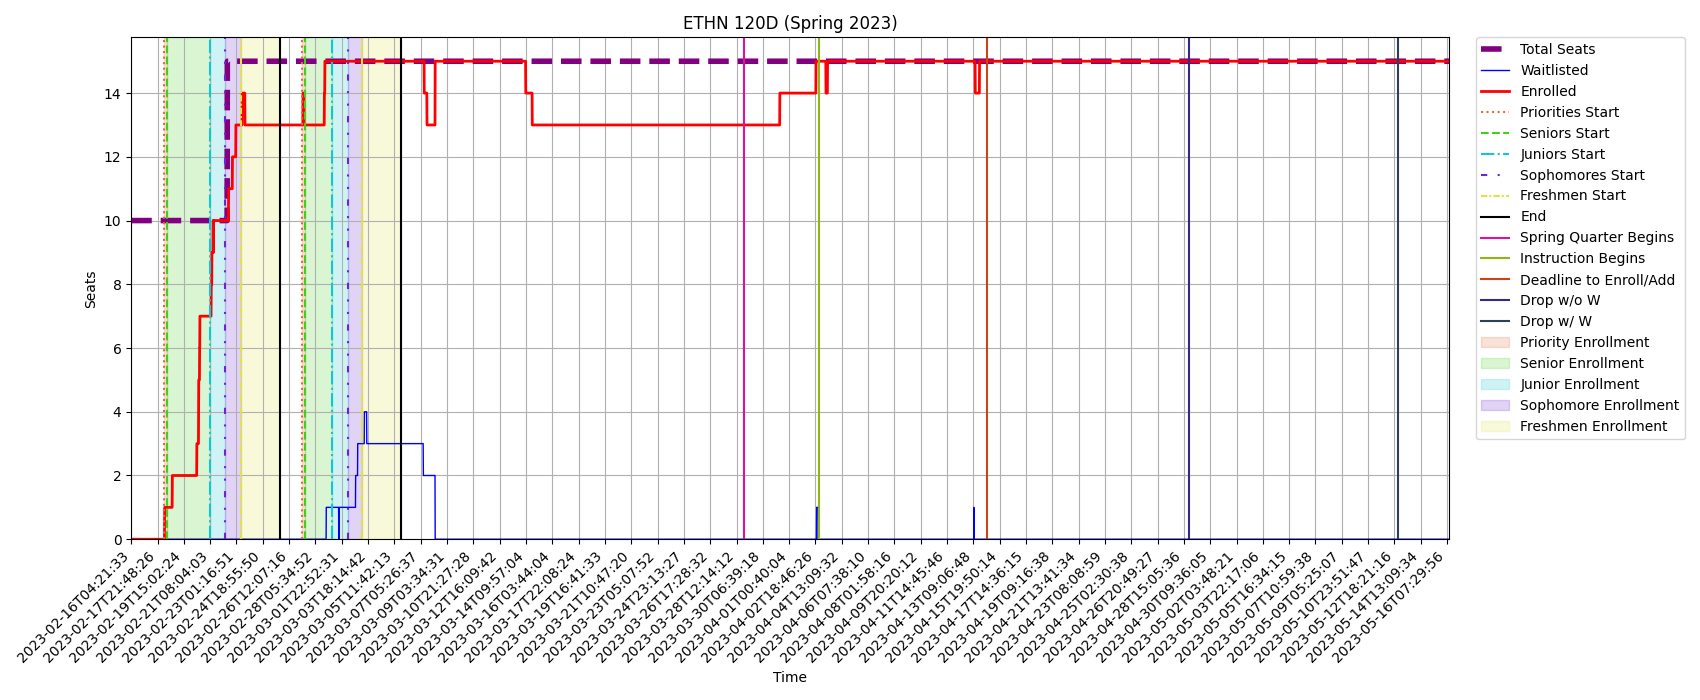 ETHN 120D (Spring 2023)
Seats
14
12
10
8
6
4
2
0
2023-02-16T04:21:33
2023-02-17T21:48:26
2023-02-19T15:02:24
2023-02-21T08:04:03
2023-02-23T01:16:51
2023-02-24T18:55:50
2023-02-26T12:07:16
2023-02-28T05:34:52
2023-03-01T22:52:31
2023-03-03T18:14:42
2023-03-05T11:42:13
2023-03-07T05:26:37
2023-03-09T03:34:31
2023-03-10T21:27:28
2023-03-12T16:09:42
2023-03-14T09:57:04
2023-03-16T03:44:04
2023-03-17T22:08:24
2023-03-19T16:41:33
2023-03-21T10:47:20
2023-03-23T05:07:52
2023-03-24T23:13:27
2023-03-26T17:28:32
2023-03-28T12:14:12
2023-03-30T06:39:18
2023-04-01T00:40:04
2023-04-02T18:46:26
2023-04-04T13:09:32
2023-04-06T07:38:10
2023-04-08T01:58:16
2023-04-09T20:20:12
2023-04-11T14:45:46
2023-04-13T09:06:48
2023-04-15T19:50:14
2023-04-17T14:36:15
2023-04-19T09:16:38
2023-04-21T13:41:34
2023-04-23T08:08:59
2023-04-25T02:30:38
2023-04-26T20:49:27
2023-04-28T15:05:36
2023-04-30T09:36:05
2023-05-02T03:48:21
2023-05-03T22:17:06
2023-05-05T16:34:15
2023-05-07T10:59:38
2023-05-09T05:25:07
2023-05-10T23:51:47
2023-05-12T18:21:16
2023-05-14T13:09:34
2023-05-16T07:29:56
Time
Total Seats
Waitlisted
Enrolled
Priorities Start
Seniors Start
Juniors Start
Sophomores Start
Freshmen Start
End
Spring Quarter Begins
Instruction Begins
Deadline to Enroll/Add
Drop w/o W
Drop w/ W
Priority Enrollment
Senior Enrollment
Junior Enrollment
Sophomore Enrollment
Freshmen Enrollment